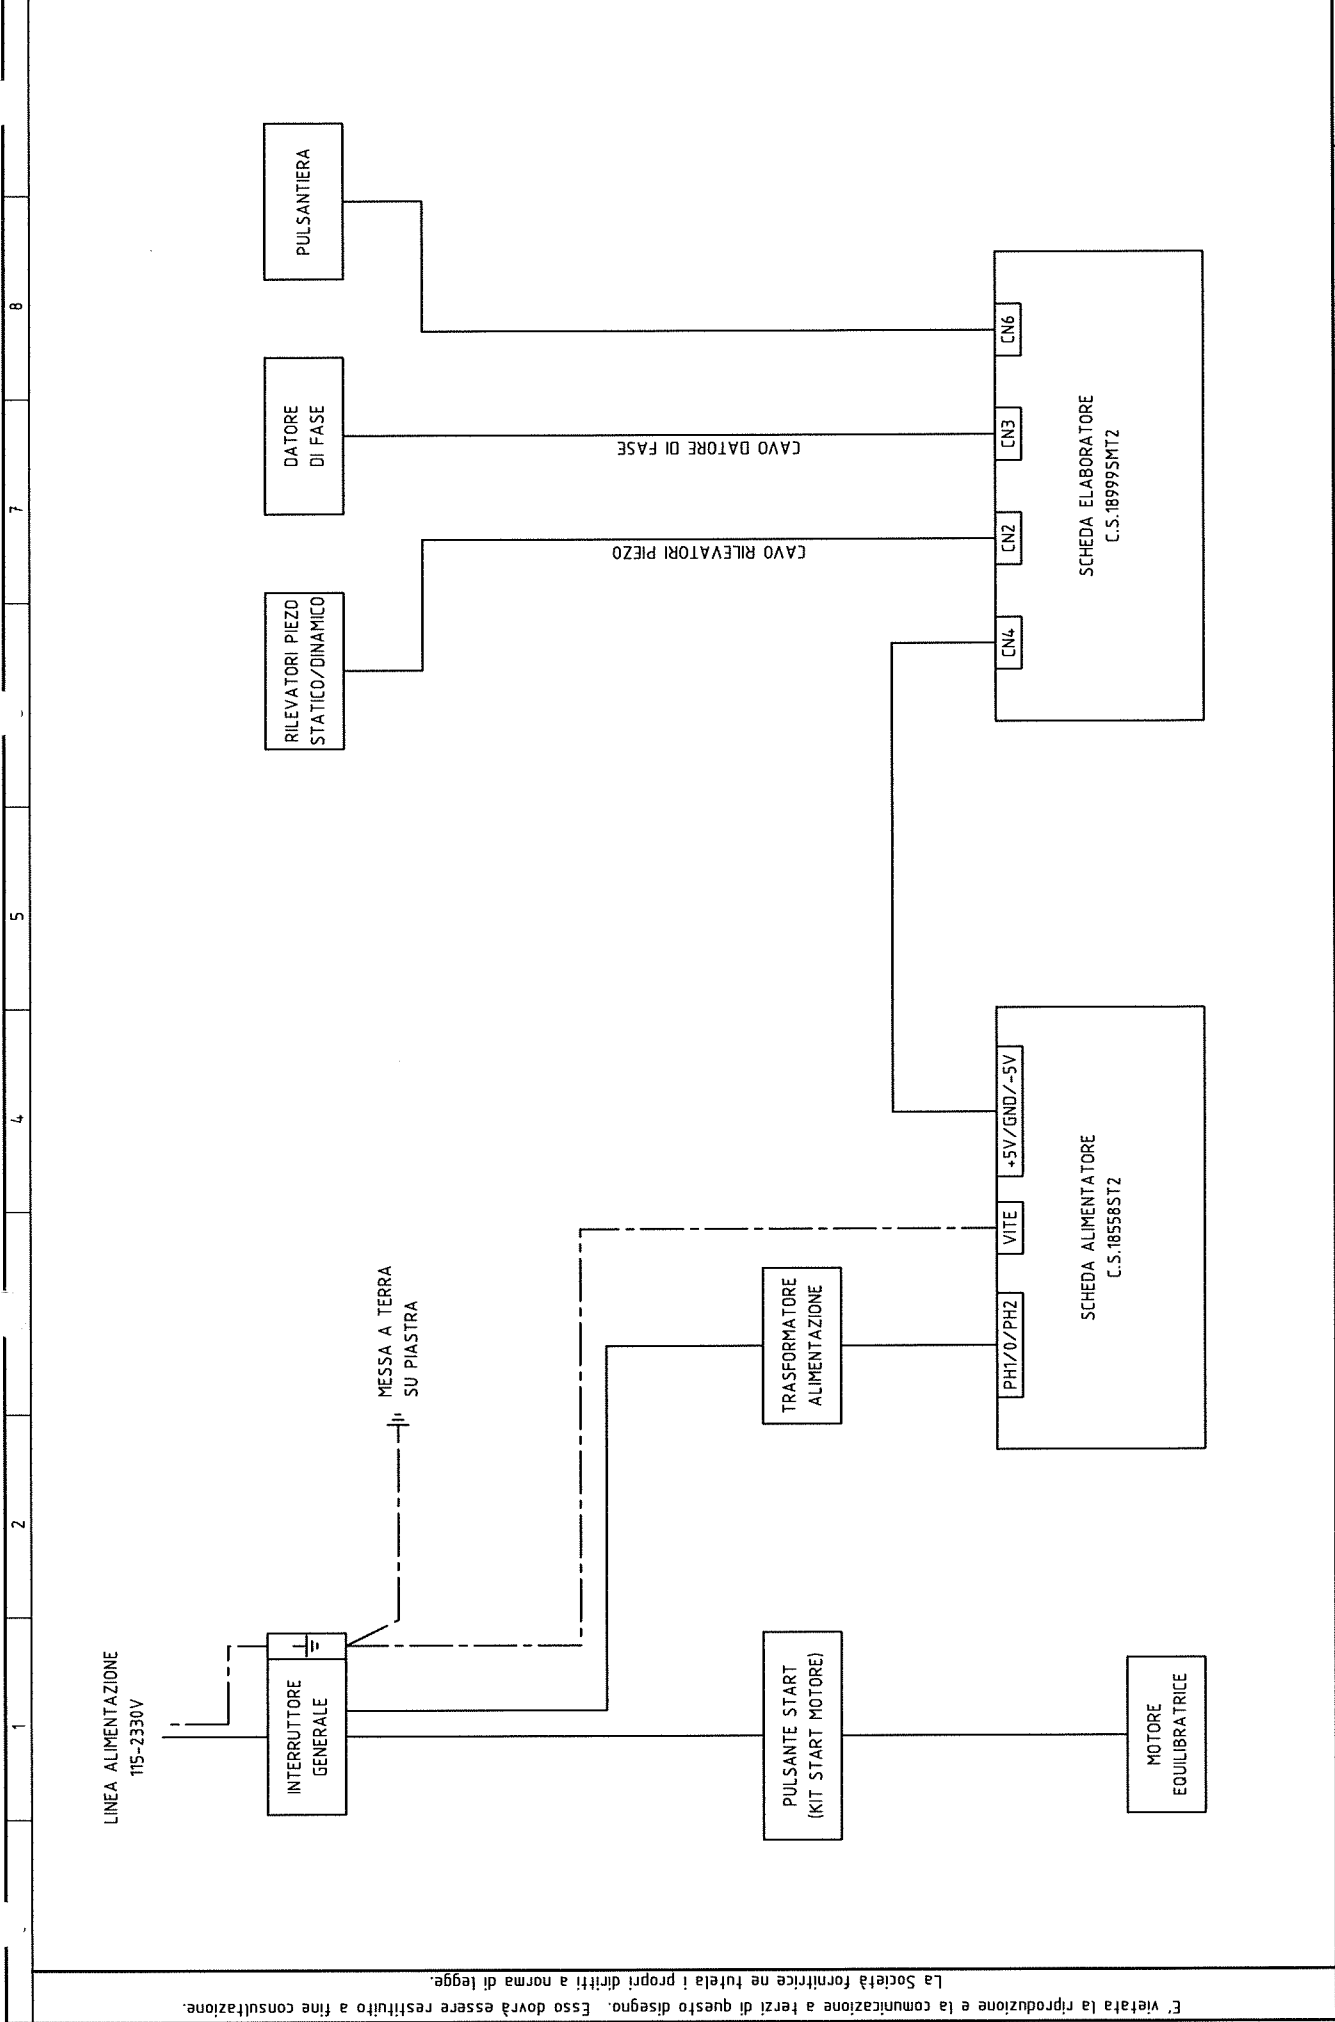 1
2
4
5
7
8
LINEA ALIMENTAZIONE
115-2330V
INTERRUTTORE
GENERALE
MESSA A TERRA
SU PIASTRA
RILEVATORI PIEZO
STATICO/DINAMICO
DATORE
DI FASE
PULSANTIERA
CAVO RILEVATORI PIEZO
CAVO DATORE DI FASE
PULSANTE START
(KIT START MOTORE)
TRASFORMATORE
ALIMENTAZIONE
PH1/0/PH2
VITE
+5V/GND/-5V
CN4
CN2
CN3
CN6
SCHEDA ALIMENTATORE
C.S.18558ST2
SCHEDA ELABORATORE
C.S.18999SMT2
MOTORE
EQUILIBRATRICE
E' vietata la riproduzione e la comunicazione a terzi di questo disegno. Esso dovrà essere restituito a fine consultazione.
La Società fornitrice ne tutela i propri diritti a norma di legge.